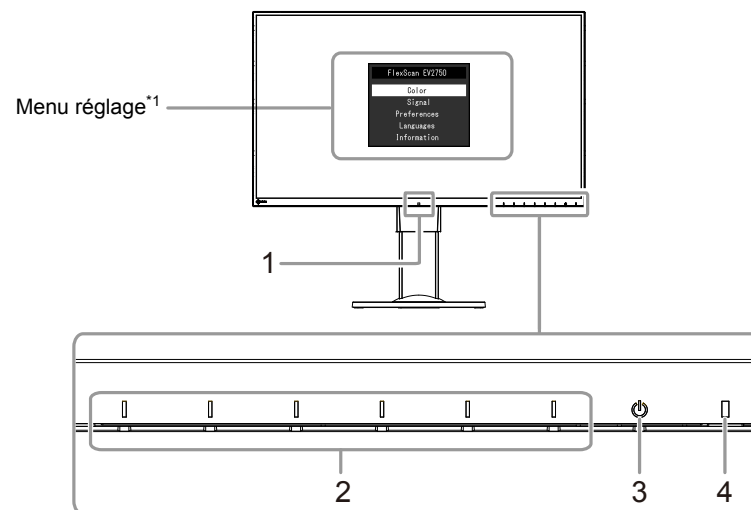 FlexScan EV2750
Color
Signal
Preferences
Languages
Information
Menu réglage*1
1
2
3
4